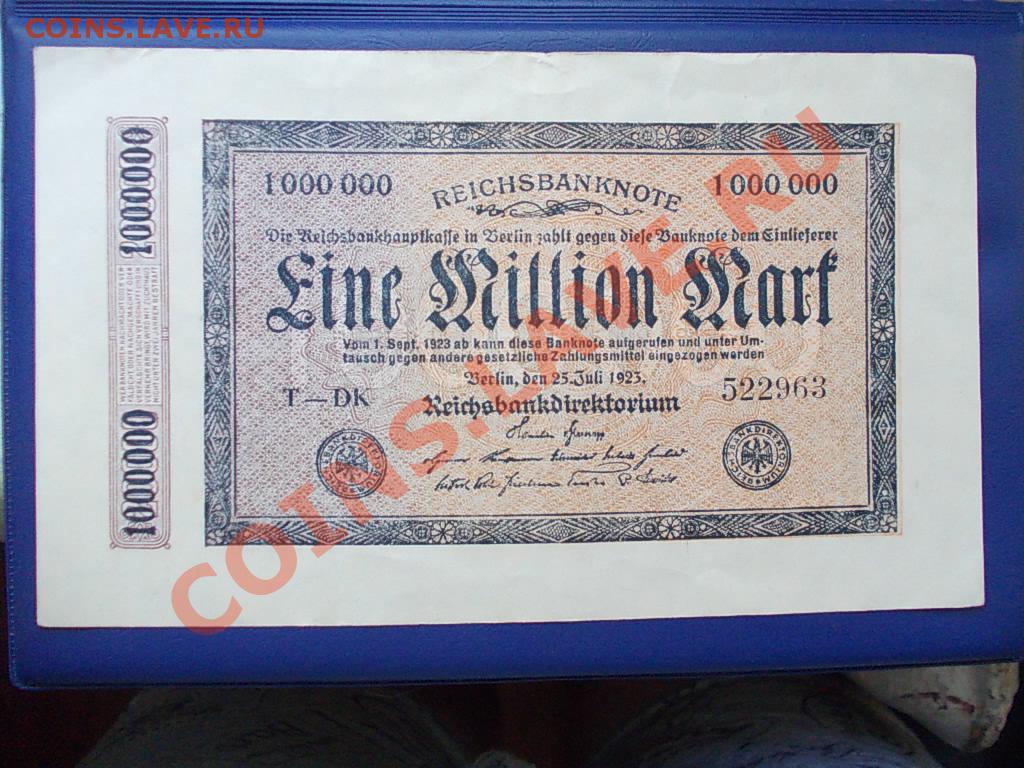 COINS.LAVE.RU
1000000
1000000
1 000 000
REICHSBANKNOTE
1 000 000
Die Reichsbankhauptkasse in Berlin zahlt gegen diese Banknote dem Einlieferer
Eine Million Mark
Vom 1. Sept. 1923 ab kann diese Banknote aufgerufen und unter Um-
tausch gegen andere gesetzliche Zahlungsmittel eingezogen werden
Berlin, den 25. Juli 1923.
T—DK
Reichsbankdirektorium
522963
COINS.LAVE.RU